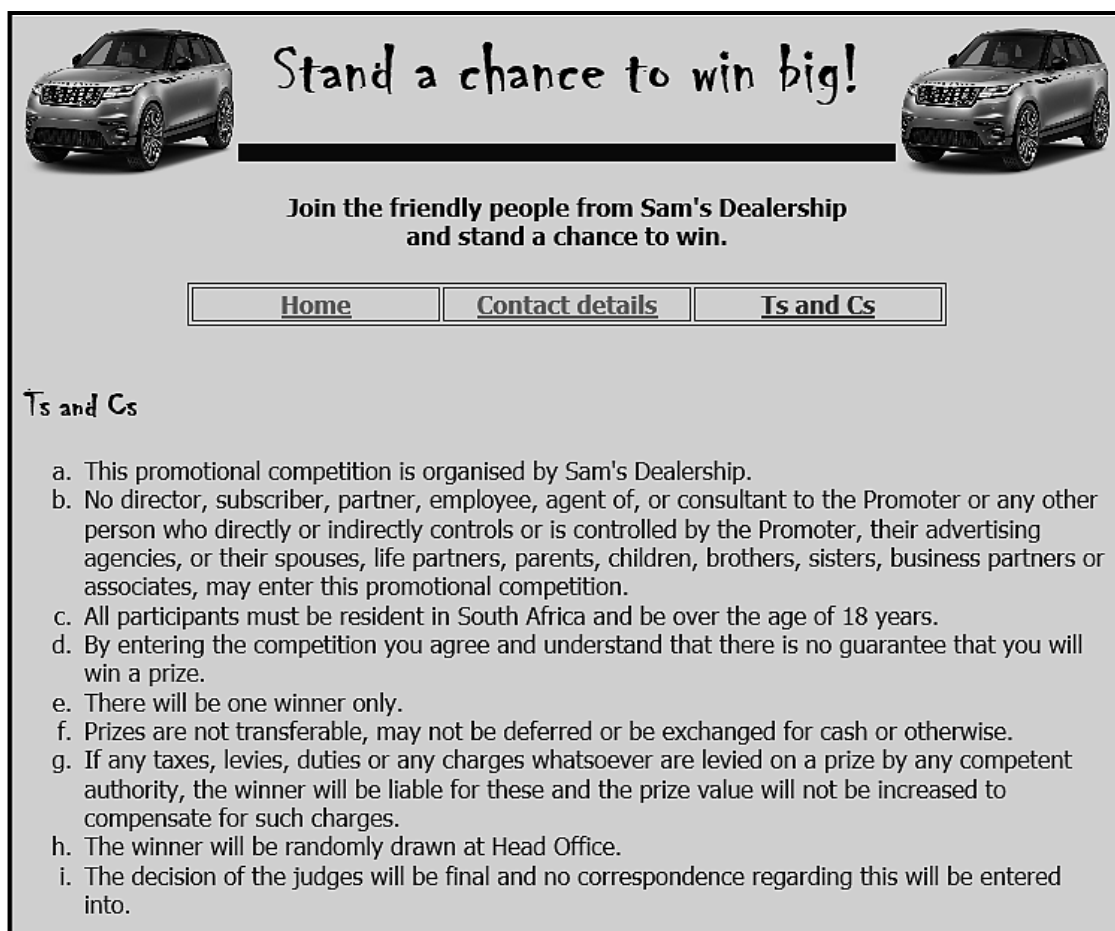 Stand a chance to win big!
Join the friendly people from Sam's Dealership
and stand a chance to win.
Home Contact details Ts and Cs
Ts and Cs
a. This promotional competition is organised by Sam's Dealership.
b. No director, subscriber, partner, employee, agent of, or consultant to the Promoter or any other
person who directly or indirectly controls or is controlled by the Promoter, their advertising
agencies, or their spouses, life partners, parents, children, brothers, sisters, business partners or
associates, may enter this promotional competition.
c. All participants must be resident in South Africa and be over the age of 18 years.
d. By entering the competition you agree and understand that there is no guarantee that you will
win a prize.
e. There will be one winner only.
f. Prizes are not transferable, may not be deferred or be exchanged for cash or otherwise.
g. If any taxes, levies, duties or any charges whatsoever are levied on a prize by any competent
authority, the winner will be liable for these and the prize value will not be increased to
compensate for such charges.
h. The winner will be randomly drawn at Head Office.
i. The decision of the judges will be final and no correspondence regarding this will be entered
into.